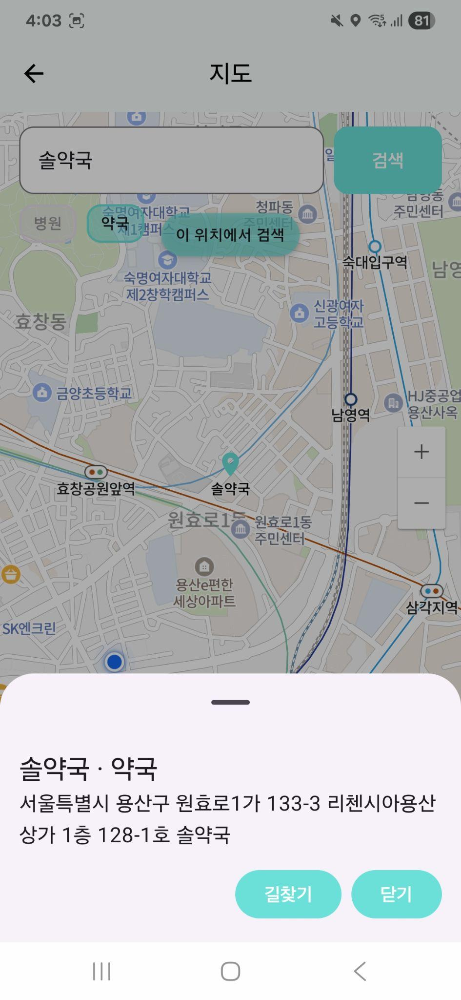 4:03
5
81
지도
솔약국
검색
병원
약국
이 위치에서 검색
숙명여자대학교
제1캠퍼스
청파동
주민센터
남영동
주민센터
숙대입구역
숙명여자대학교
제2창학캠퍼스
신광여자
고등학교
효창동
금양초등학교
남영역
HJ중공업
용산사옥
효창공원앞역
솔약국
원효로1동
원효로1동
주민센터
용산e편한
세상아파트
삼각지역
SK엔크린
솔약국 · 약국
서울특별시 용산구 원효로1가 133-3 리첸시아용산
상가 1층 128-1호 솔약국
길찾기
닫기